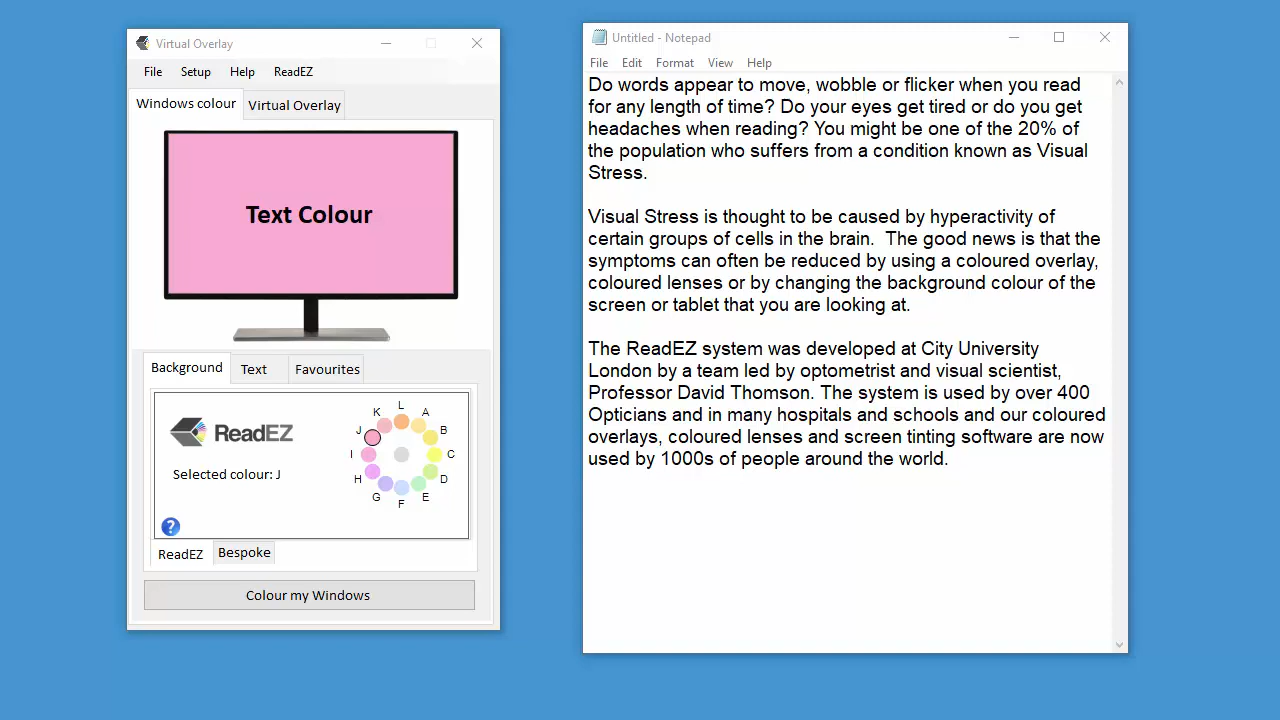 Virtual Overlay
File Setup Help ReadEZ
Windows colour Virtual Overlay
Text Colour
Background Text Favourites
ReadEZ
Selected colour: J
L
A
B
C
D
E
F
G
H
I
J
K
?
ReadEZ Bespoke
Colour my Windows
Untitled - Notepad
File Edit Format View Help
Do words appear to move, wobble or flicker when you read
for any length of time? Do your eyes get tired or do you get
headaches when reading? You might be one of the 20% of
the population who suffers from a condition known as Visual
Stress.
Visual Stress is thought to be caused by hyperactivity of
certain groups of cells in the brain.  The good news is that the
symptoms can often be reduced by using a coloured overlay,
coloured lenses or by changing the background colour of the
screen or tablet that you are looking at.
The ReadEZ system was developed at City University
London by a team led by optometrist and visual scientist,
Professor David Thomson. The system is used by over 400
Opticians and in many hospitals and schools and our coloured
overlays, coloured lenses and screen tinting software are now
used by 1000s of people around the world.